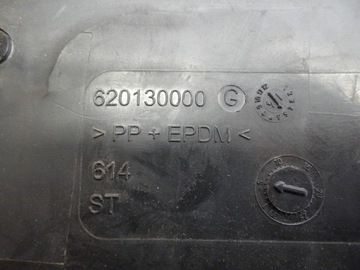 620130000 G
> PP + EPDM <
614
ST